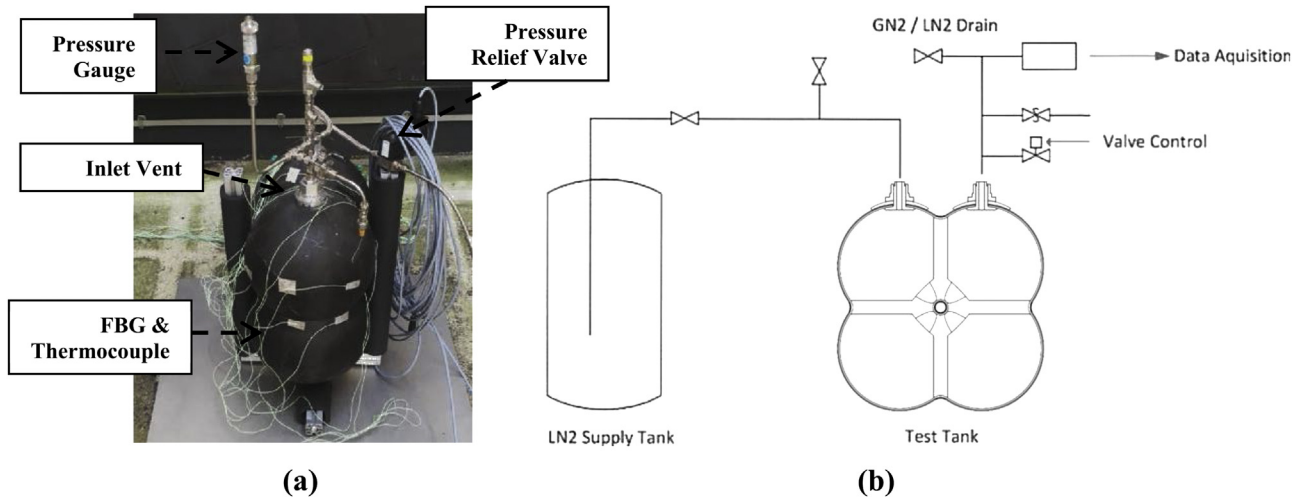 Pressure
Gauge
Pressure
Relief Valve
Inlet Vent
FBG &
Thermocouple
(a)
GN2 / LN2 Drain
Data Aquisition
Valve Control
LN2 Supply Tank
Test Tank
(b)